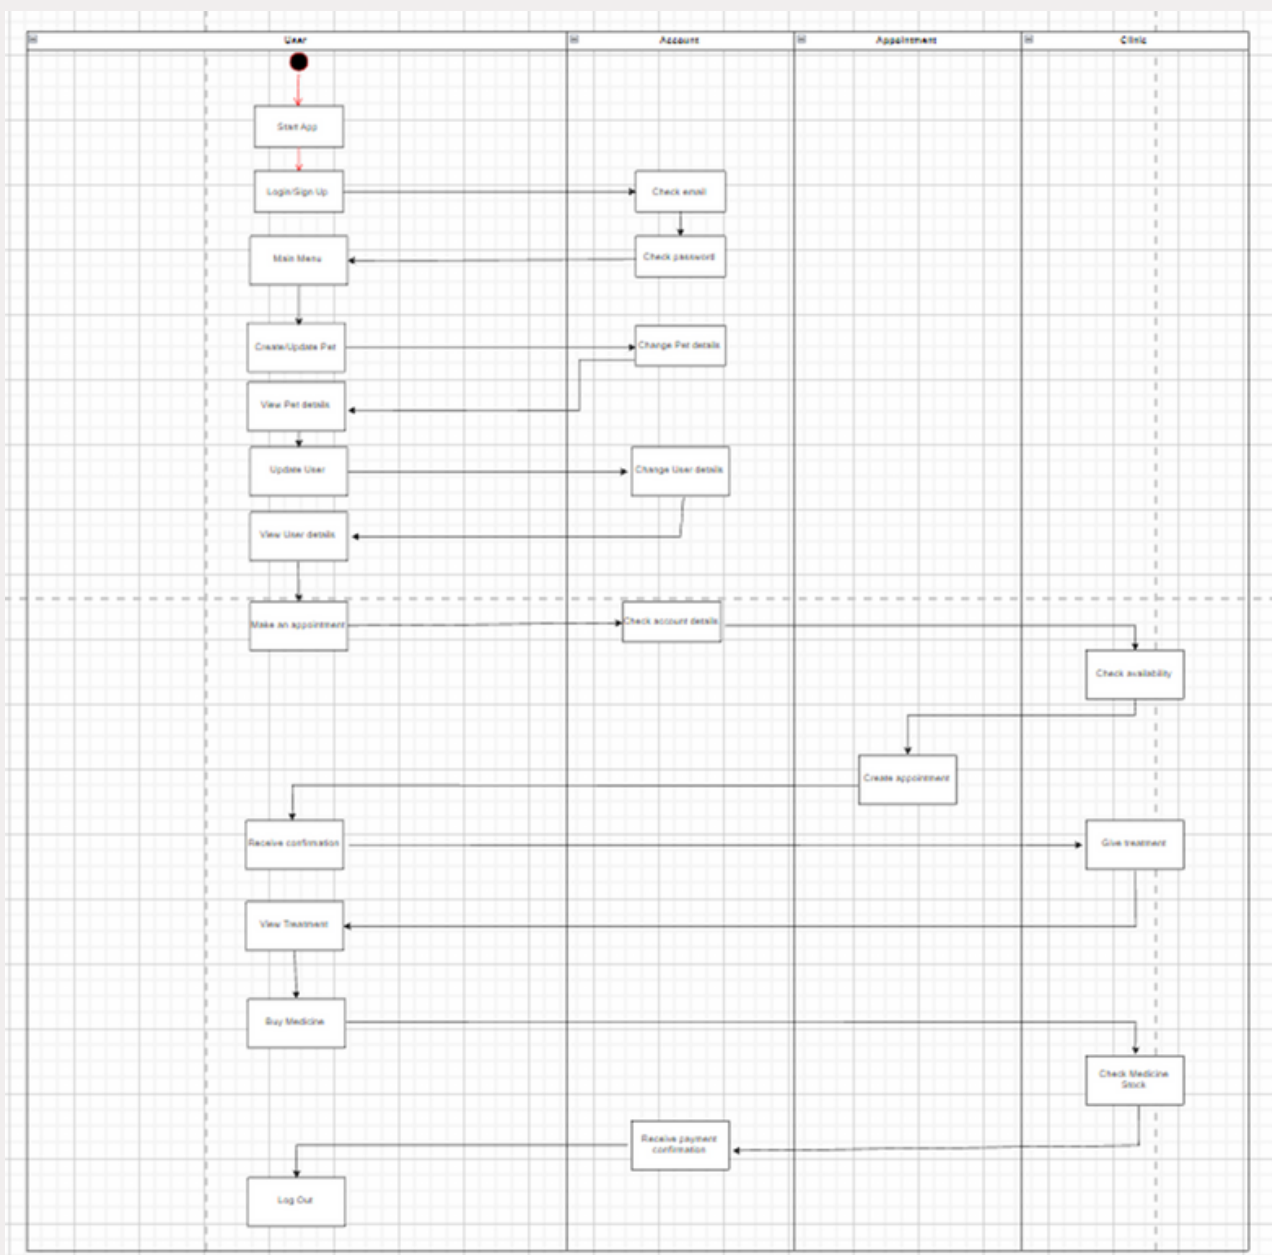 User
Account
Appointment
Clinic
Start App
Login/Sign Up
Check email
Main Menu
Check password
Create/Update Pet
Change Pet details
View Pet details
Update User
Change User details
View User details
Make an appointment
Check account details
Check availability
Create appointment
Receive confirmation
Give treatment
View Treatment
Buy Medicine
Check Medicine
Stock
Receive payment
confirmation
Log Out